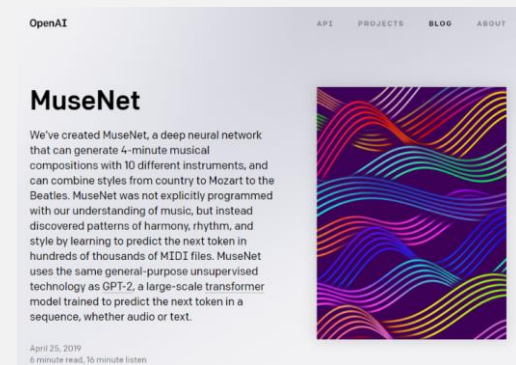 OpenAI
API PROJECTS BLOG ABOUT
MuseNet
We've created MuseNet, a deep neural network
that can generate 4-minute musical
compositions with 10 different instruments, and
can combine styles from country to Mozart to the
Beatles. MuseNet was not explicitly programmed
with our understanding of music, but instead
discovered patterns of harmony, rhythm, and
style by learning to predict the next token in
hundreds of thousands of MIDI files. MuseNet
uses the same general-purpose unsupervised
technology as GPT-2, a large-scale transformer
model trained to predict the next token in a
sequence, whether audio or text.
April 25, 2019
6 minute read, 16 minute listen